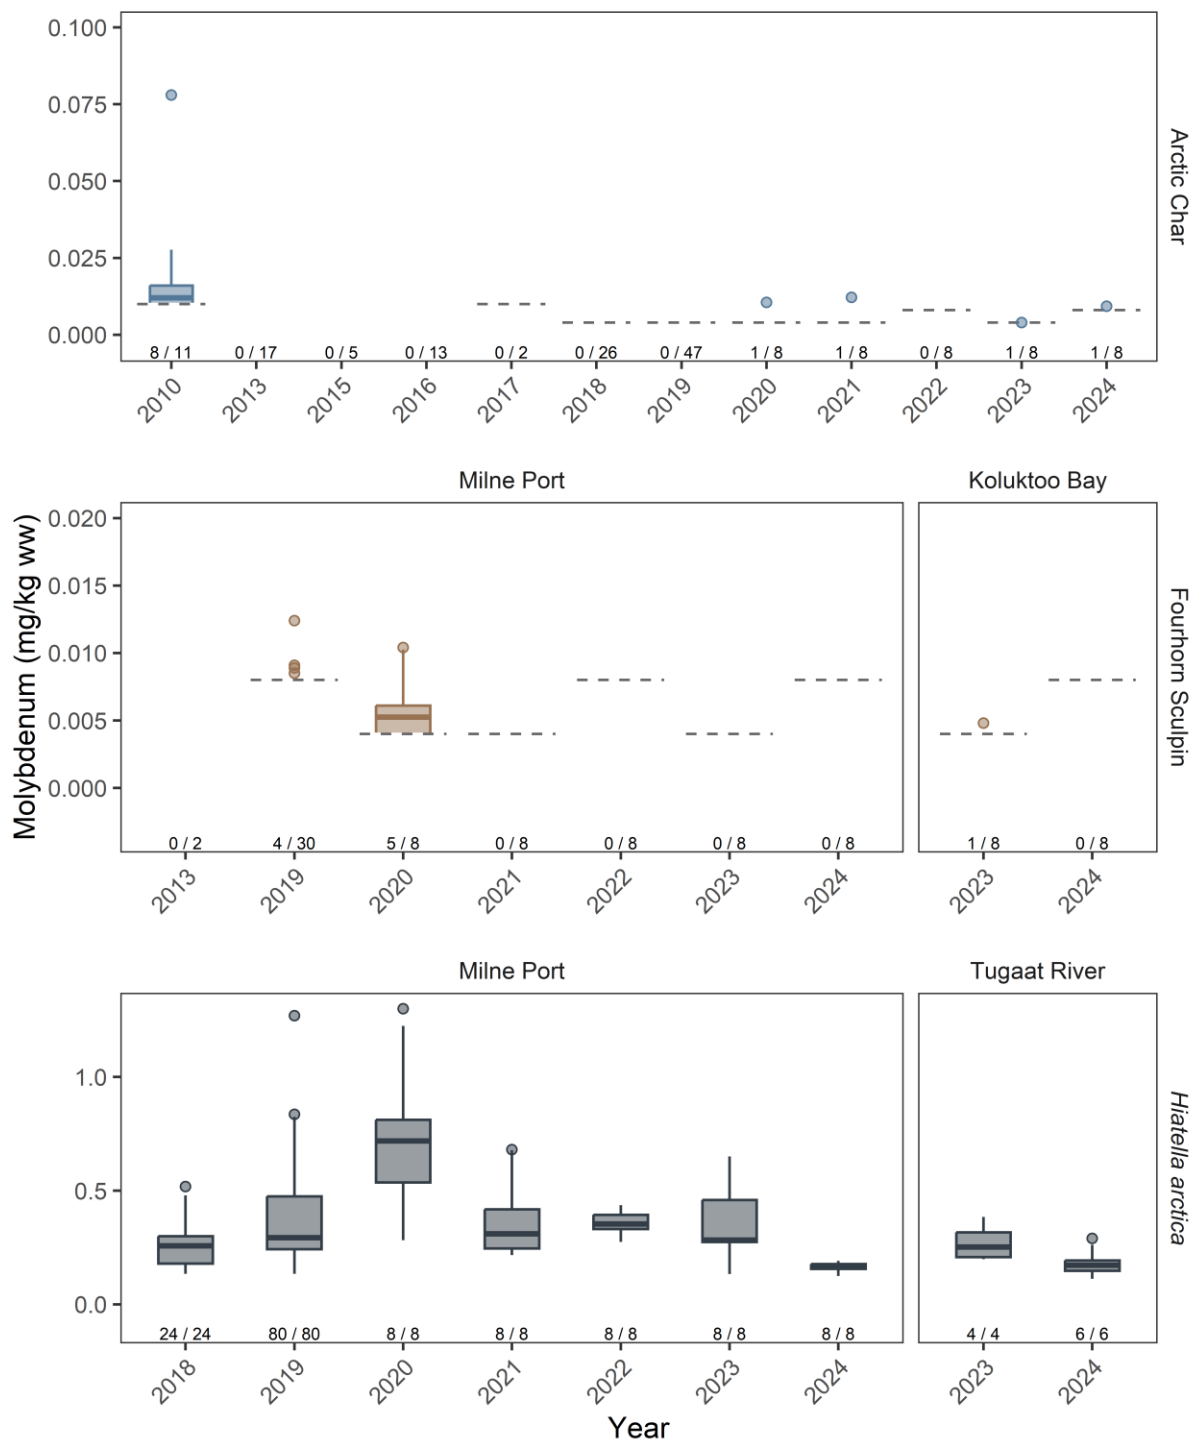 0.100
0.075
0.050
0.025
0.000
8 / 11 0 / 17 0 / 5 0 / 13 0 / 2 0 / 26 0 / 47 1 / 8 1 / 8 0 / 8 1 / 8 1 / 8
2010 2013 2015 2016 2017 2018 2019 2020 2021 2022 2023 2024
Arctic Char
Milne Port Koluktoo Bay
Molybdenum (mg/kg ww)
0.020
0.015
0.010
0.005
0.000
0 / 2 4 / 30 5 / 8 0 / 8 0 / 8 0 / 8 0 / 8 1 / 8 0 / 8
2013 2019 2020 2021 2022 2023 2024 2023 2024
Fourhorn Sculpin
Milne Port Tugaat River
1.0
0.5
0.0
24 / 24 80 / 80 8 / 8 8 / 8 8 / 8 8 / 8 8 / 8 4 / 4 6 / 6
2018 2019 2020 2021 2022 2023 2024 2023 2024
Hiatella arctica
Year